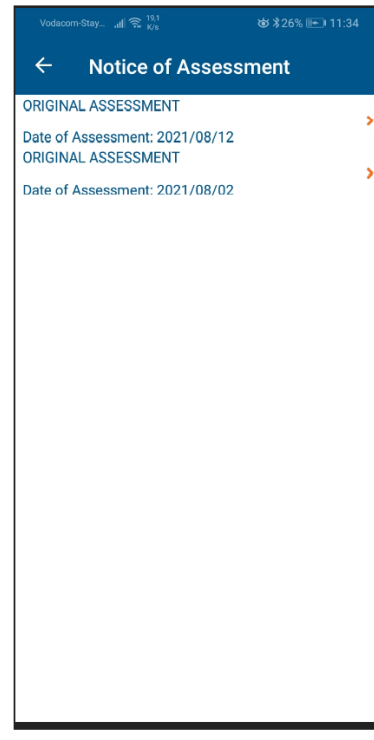 Vodacom-Stay... 19,1 K/s 26% 11:34
Notice of Assessment
ORIGINAL ASSESSMENT
Date of Assessment: 2021/08/12
ORIGINAL ASSESSMENT
Date of Assessment: 2021/08/02